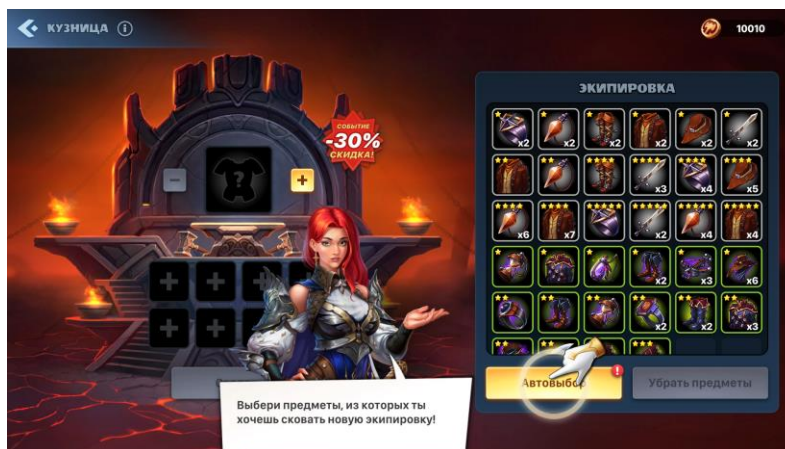 КУЗНИЦА
10010
СОБЫТИЕ
-30%
СКИДКА!
ЭКИПИРОВКА
x2 x2 x2 x2 x2 x2
x3 x4 x5
x6 x7 x2 x4 x4
x2 x3 x6
x2 x2 x3
Автовыбор
Убрать предметы
Выбери предметы, из которых ты
хочешь сковать новую экипировку!